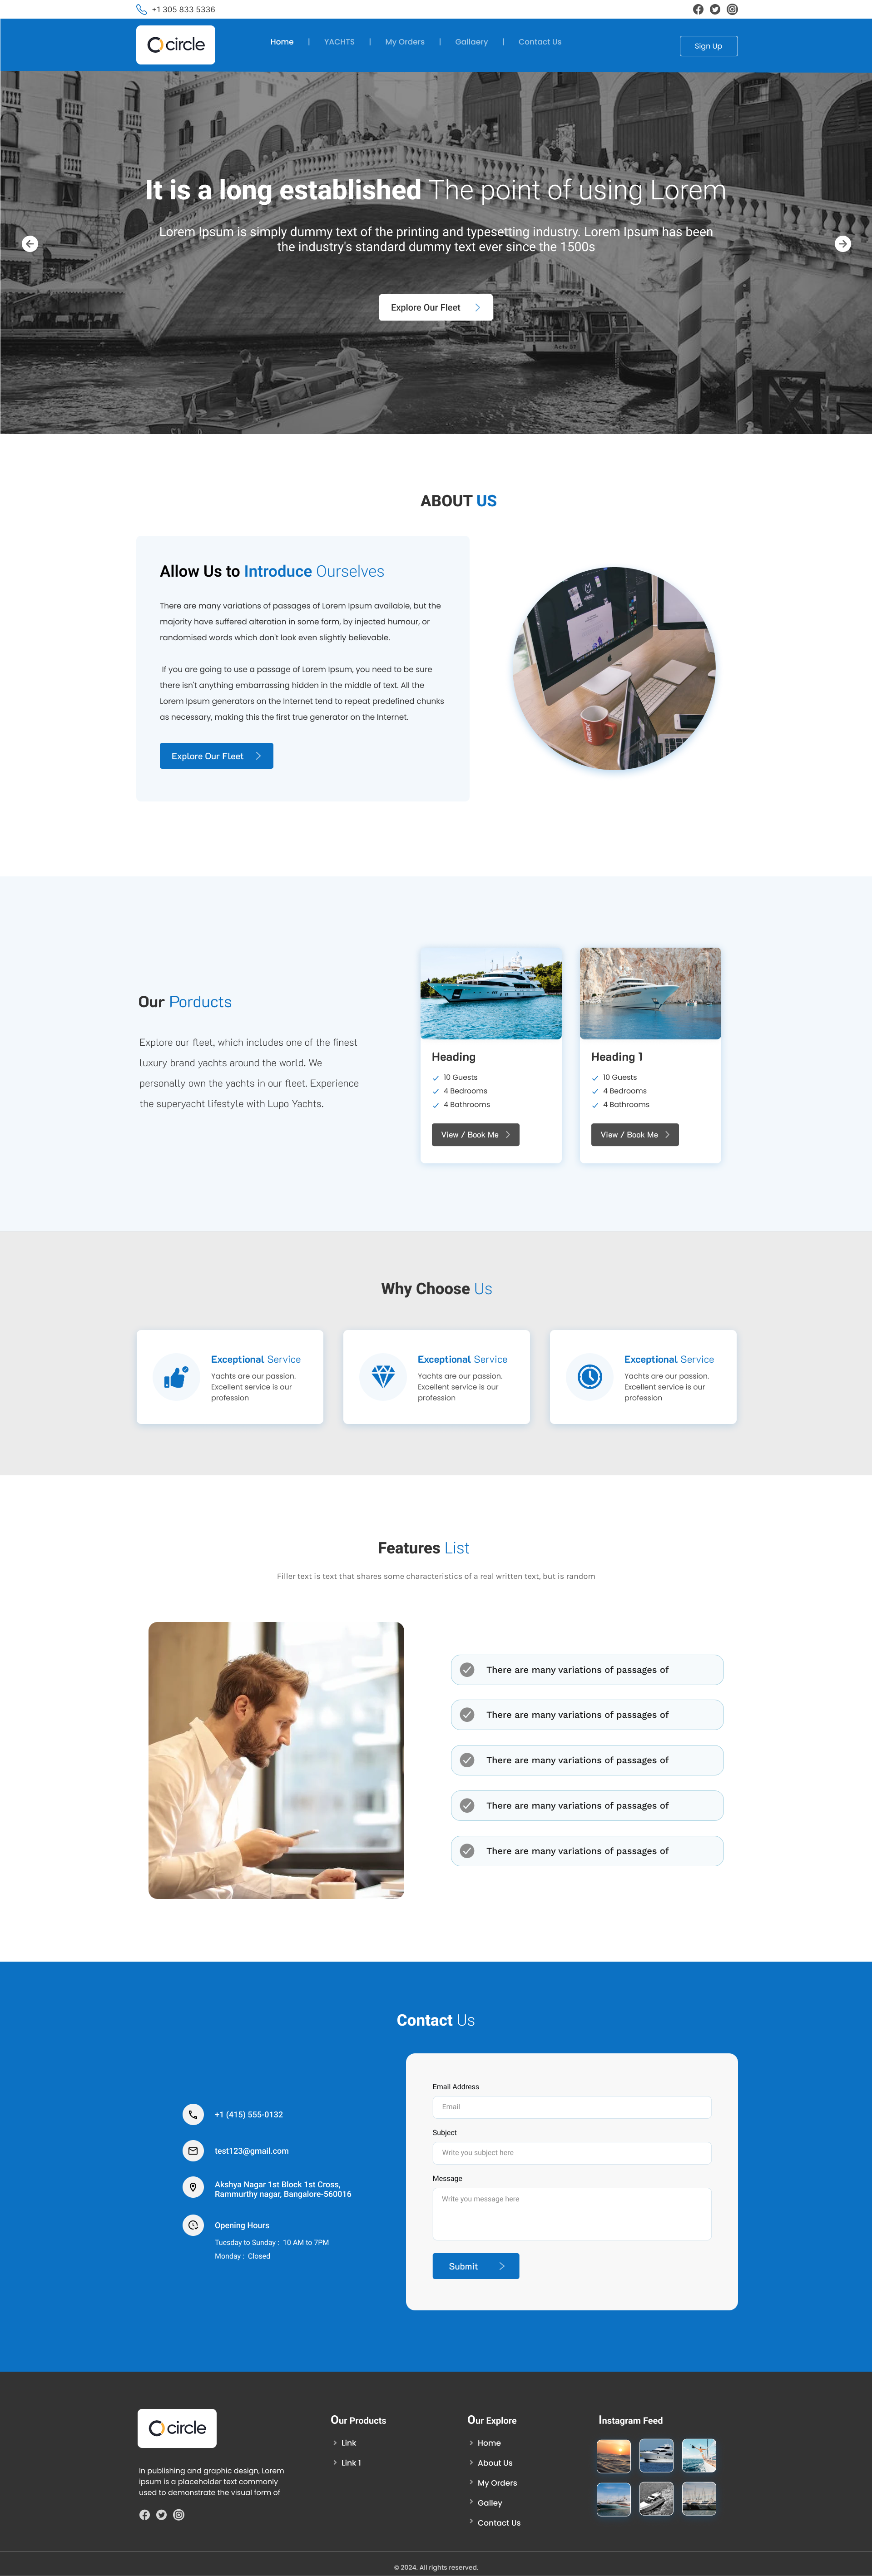 +1 305 833 5336
circle
Home | YACHTS | My Orders | Gallaery | Contact Us
Sign Up
It is a long established The point of using Lorem
Lorem Ipsum is simply dummy text of the printing and typesetting industry. Lorem Ipsum has been
the industry's standard dummy text ever since the 1500s
Explore Our Fleet
ABOUT US
Allow Us to Introduce Ourselves
There are many variations of passages of Lorem Ipsum available, but the
majority have suffered alteration in some form, by injected humour, or
randomised words which don't look even slightly believable.
If you are going to use a passage of Lorem Ipsum, you need to be sure
there isn't anything embarrassing hidden in the middle of text. All the
Lorem Ipsum generators on the Internet tend to repeat predefined chunks
as necessary, making this the first true generator on the Internet.
Explore Our Fleet
Our Porducts
Explore our fleet, which includes one of the finest
luxury brand yachts around the world. We
personally own the yachts in our fleet. Experience
the superyacht lifestyle with Lupo Yachts.
Heading
10 Guests
4 Bedrooms
4 Bathrooms
View / Book Me
Heading 1
10 Guests
4 Bedrooms
4 Bathrooms
View / Book Me
Why Choose Us
Exceptional Service
Yachts are our passion.
Excellent service is our
profession
Exceptional Service
Yachts are our passion.
Excellent service is our
profession
Exceptional Service
Yachts are our passion.
Excellent service is our
profession
Features List
Filler text is text that shares some characteristics of a real written text, but is random
There are many variations of passages of
There are many variations of passages of
There are many variations of passages of
There are many variations of passages of
There are many variations of passages of
Contact Us
+1 (415) 555-0132
test123@gmail.com
Akshya Nagar 1st Block 1st Cross,
Rammurthy nagar, Bangalore-560016
Opening Hours
Tuesday to Sunday : 10 AM to 7PM
Monday : Closed
Email Address
Email
Subject
Write you subject here
Message
Write you message here
Submit
circle
In publishing and graphic design, Lorem
ipsum is a placeholder text commonly
used to demonstrate the visual form of
Our Products
Link
Link 1
Our Explore
Home
About Us
My Orders
Galley
Contact Us
Instagram Feed
© 2024. All rights reserved.